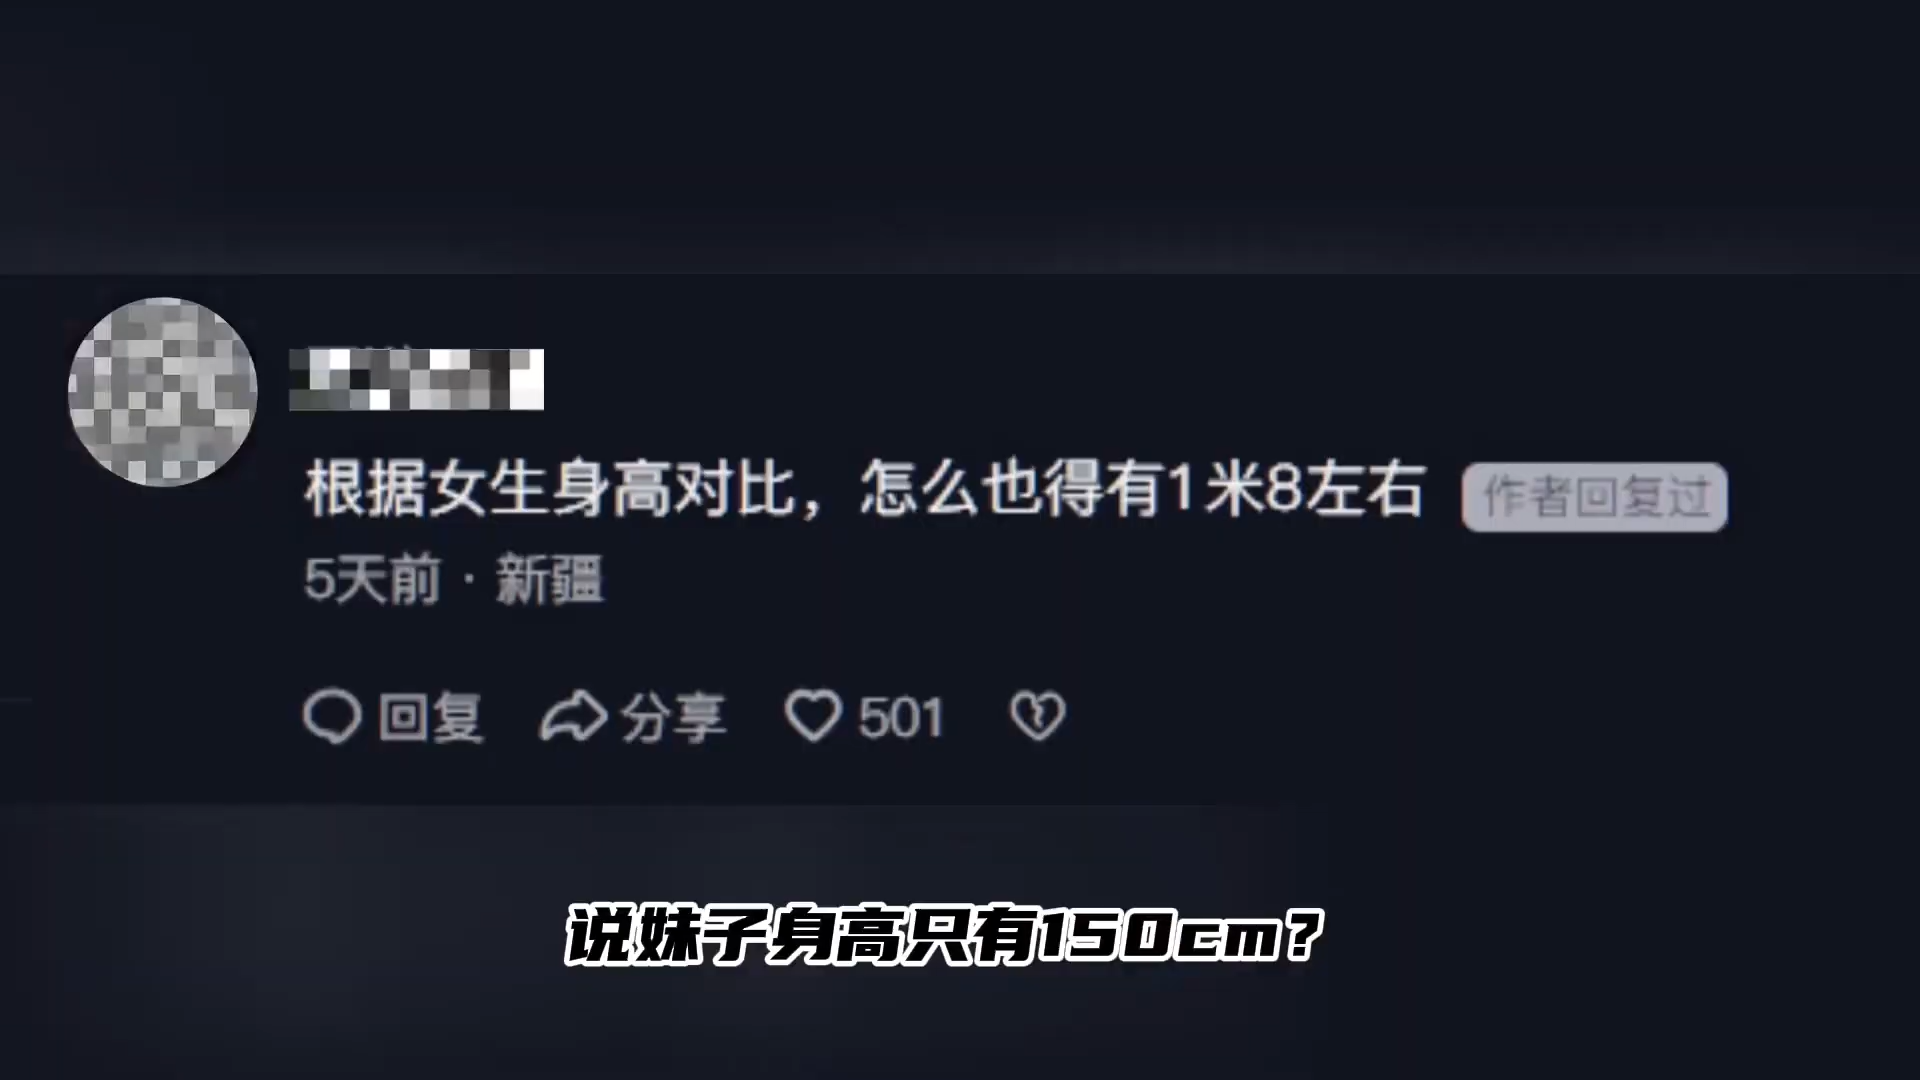 根据女生身高对比，怎么也得有1米8左右 作者回复过
5天前 · 新疆
回复 分享 501
说妹子身高只有150cm?